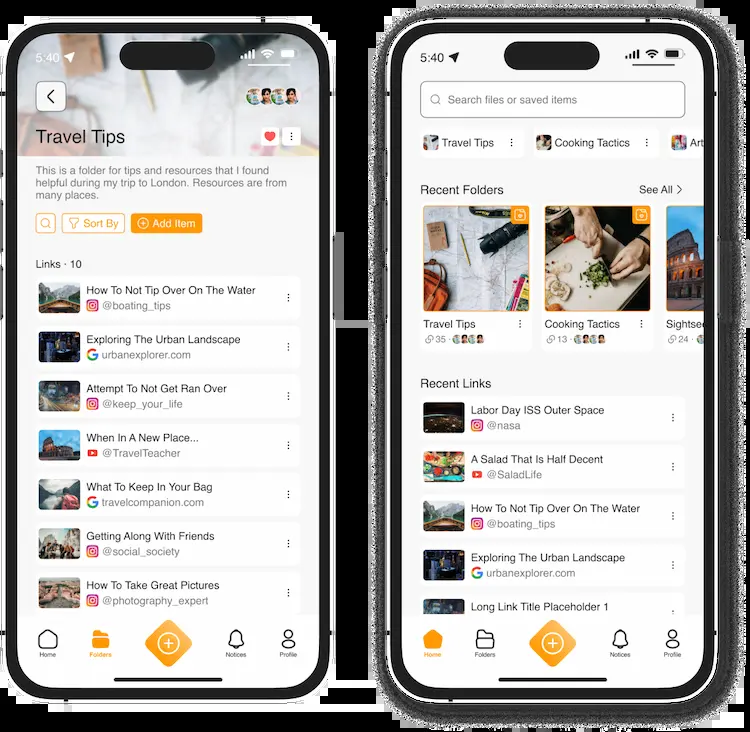 5:40
Travel Tips
This is a folder for tips and resources that I found
helpful during my trip to London. Resources are from
many places.
Sort By
Add Item
Links · 10
How To Not Tip Over On The Water
@boating_tips
Exploring The Urban Landscape
urbanexplorer.com
Attempt To Not Get Ran Over
@keep_your_life
When In A New Place...
@TravelTeacher
What To Keep In Your Bag
travelcompanion.com
Getting Along With Friends
@social_society
How To Take Great Pictures
@photography_expert
Home
Folders
Notices
Profile
5:40
Search files or saved items
Travel Tips
Cooking Tactics
Art
Recent Folders
See All
Travel Tips
Cooking Tactics
Sightsee
35 ·
13 ·
24 ·
Recent Links
Labor Day ISS Outer Space
@nasa
A Salad That Is Half Decent
@SaladLife
How To Not Tip Over On The Water
@boating_tips
Exploring The Urban Landscape
urbanexplorer.com
Long Link Title Placeholder 1
Home
Folders
Notices
Profile